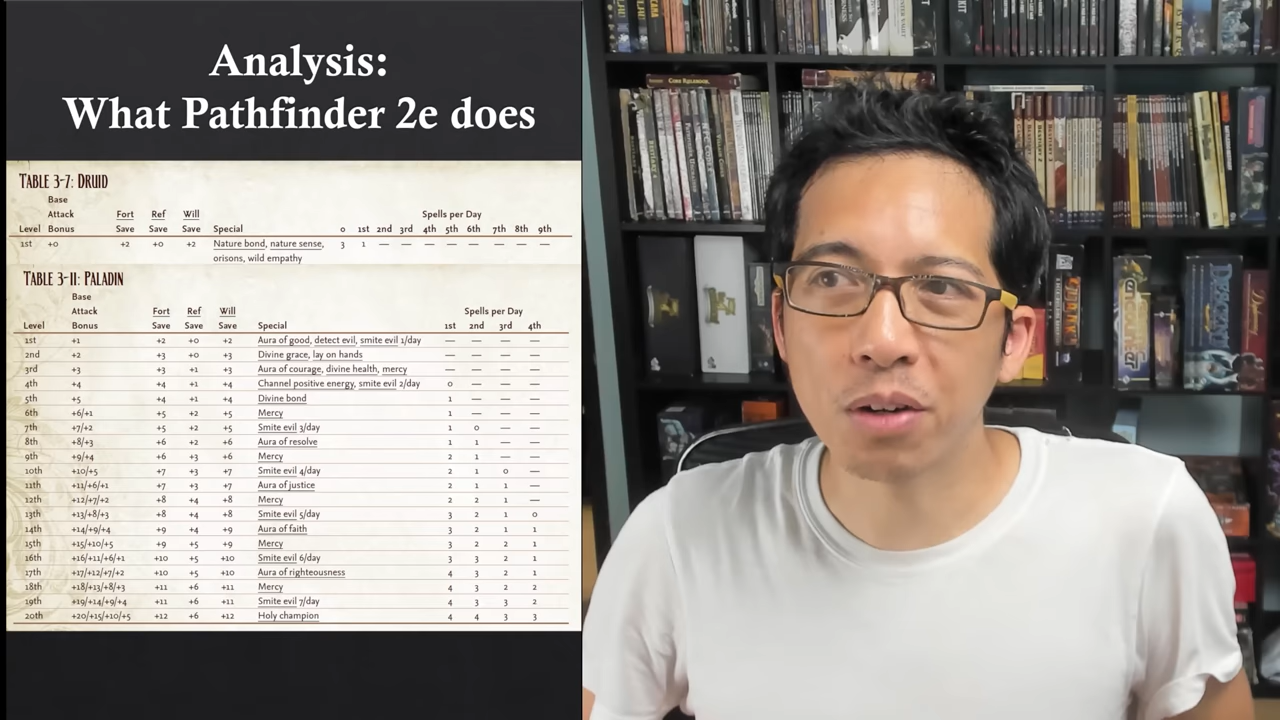 Analysis:
What Pathfinder 2e does
TABLE 3-7: DRUID
Base
Attack Fort Ref Will Spells per Day
Level Bonus Save Save Save Special 0 1st 2nd 3rd 4th 5th 6th 7th 8th 9th
1st +0 +2 +0 +2 Nature bond, nature sense, 3 1 — — — — — — — —
orisons, wild empathy
TABLE 3-11: PALADIN
Base
Attack Fort Ref Will Spells per Day
Level Bonus Save Save Save Special 1st 2nd 3rd 4th
1st +1 +2 +0 +2 Aura of good, detect evil, smite evil 1/day — — — —
2nd +2 +3 +0 +3 Divine grace, lay on hands — — — —
3rd +3 +3 +1 +3 Aura of courage, divine health, mercy — — — —
4th +4 +4 +1 +4 Channel positive energy, smite evil 2/day 0 — — —
5th +5 +4 +1 +4 Divine bond 1 — — —
6th +6/+1 +5 +2 +5 Mercy 1 — — —
7th +7/+2 +5 +2 +5 Smite evil 3/day 1 0 — —
8th +8/+3 +6 +2 +6 Aura of resolve 1 1 — —
9th +9/+4 +6 +3 +6 Mercy 2 1 — —
10th +10/+5 +7 +3 +7 Smite evil 4/day 2 1 0 —
11th +11/+6/+1 +7 +3 +7 Aura of justice 2 1 1 —
12th +12/+7/+2 +8 +4 +8 Mercy 2 2 1 —
13th +13/+8/+3 +8 +4 +8 Smite evil 5/day 3 2 1 0
14th +14/+9/+4 +9 +4 +9 Aura of faith 3 2 1 1
15th +15/+10/+5 +9 +5 +9 Mercy 3 2 2 1
16th +16/+11/+6/+1 +10 +5 +10 Smite evil 6/day 3 3 2 1
17th +17/+12/+7/+2 +10 +5 +10 Aura of righteousness 4 3 2 1
18th +18/+13/+8/+3 +11 +6 +11 Mercy 4 3 2 2
19th +19/+14/+9/+4 +11 +6 +11 Smite evil 7/day 4 3 3 2
20th +20/+15/+10/+5 +12 +6 +12 Holy champion 4 4 3 3